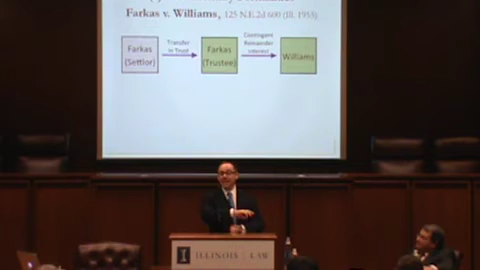 Farkas v. Williams, 125 N.E.2d 600 (Ill. 1955)
Farkas
(Settlor)
Transfer
in Trust
Farkas
(Trustee)
Contingent
Remainder
interest
Williams
I ILLINOIS LAW